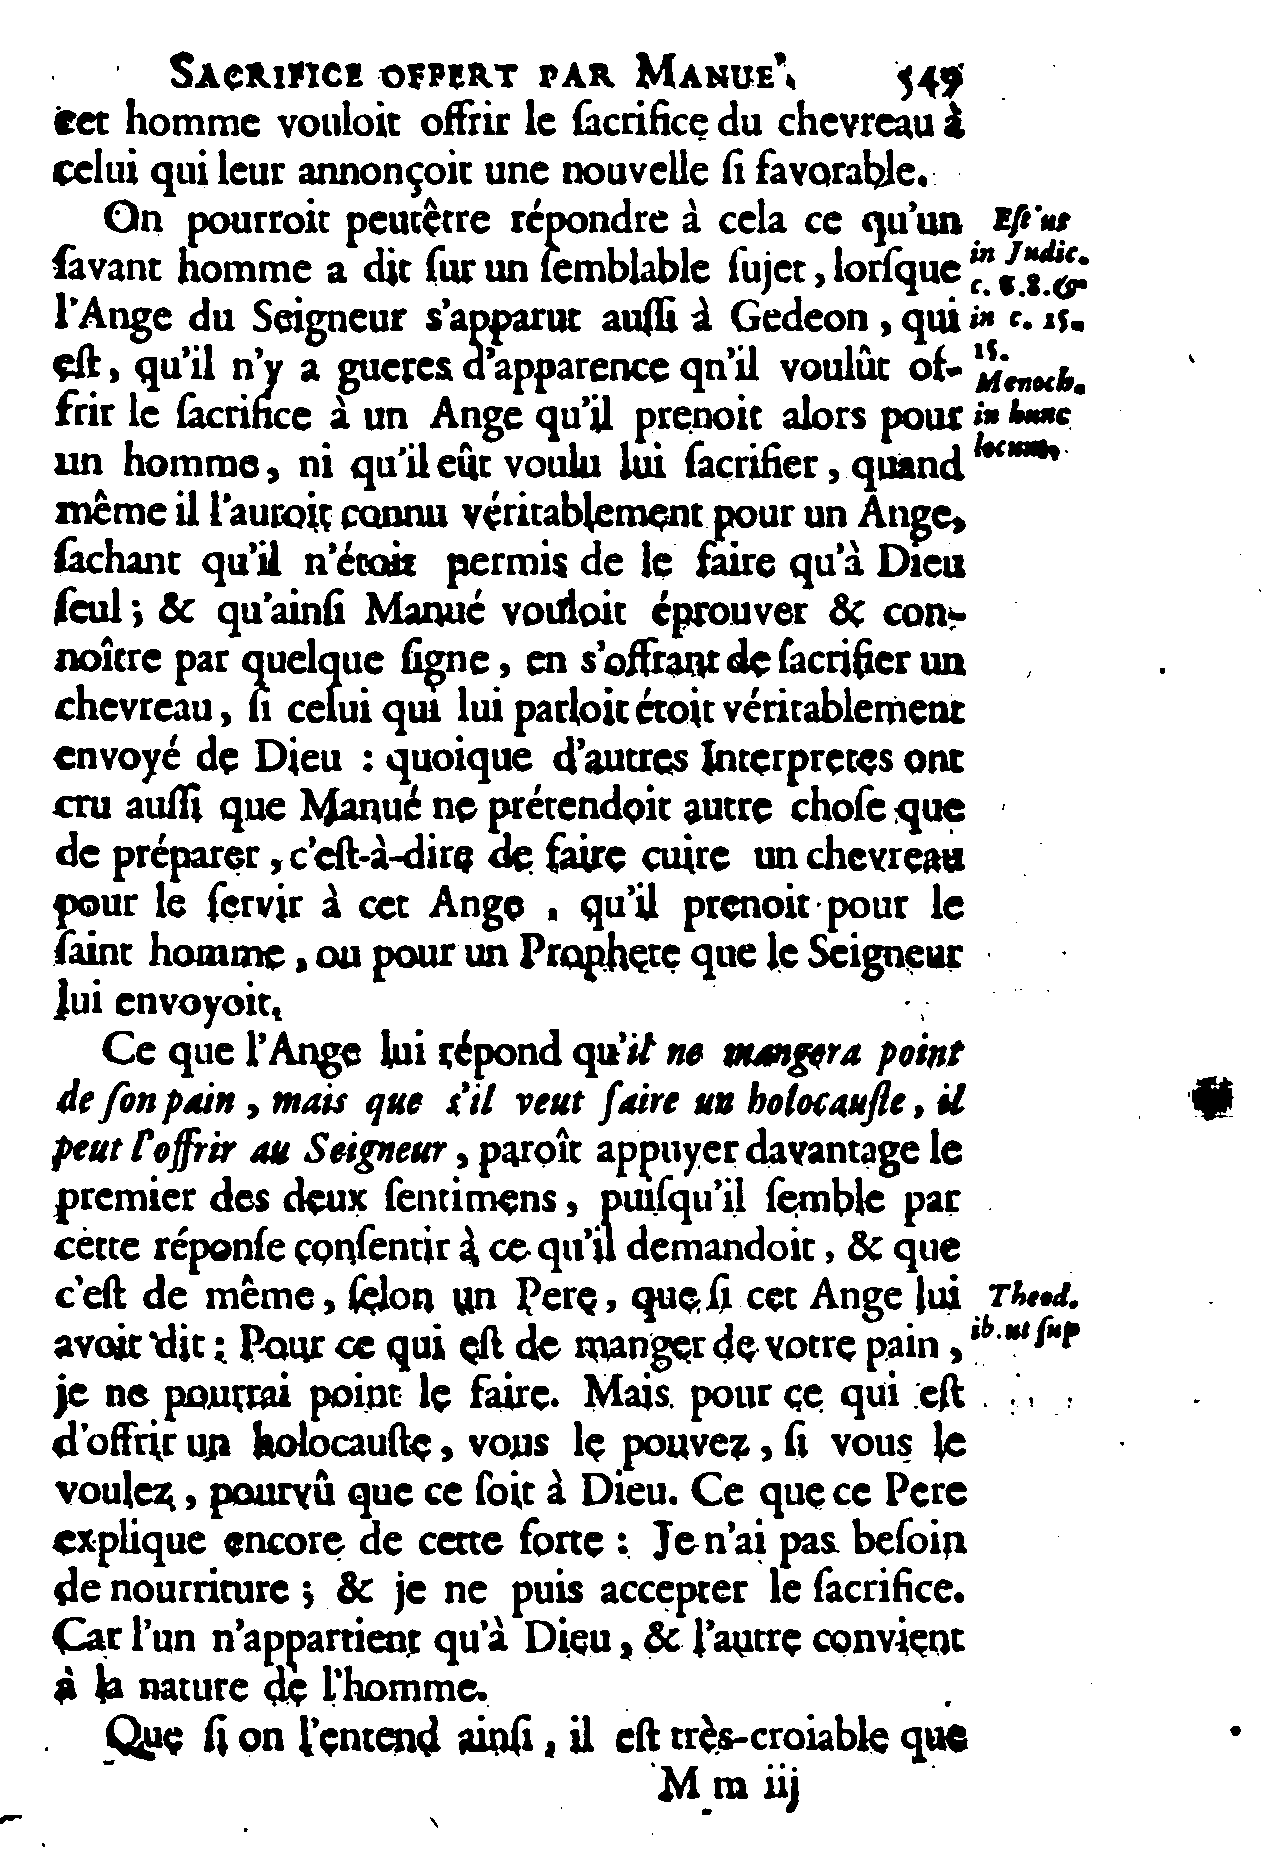 SACRIFICE OFFERT PAR MANUE'. 549
cet homme vouloit offrir le ſacrifice du chevreau à
celui qui leur annonçoit une nouvelle ſi favorable.
On pourroit peutêtre répondre à cela ce qu'un
ſavant homme a dit ſur un ſemblable ſujet, lorſque
l'Ange du Seigneur s'apparut auſſi à Gedeon, qui
eſt, qu'il n'y a gueres d'apparence qn'il voulût of-
frir le ſacrifice à un Ange qu'il prenoit alors pour
un homme, ni qu'il eût voulu lui ſacrifier, quand
même il l'auroit connu véritablement pour un Ange,
ſachant qu'il n'étoit permis de le faire qu'à Dieu
ſeul; & qu'ainſi Manué vouloit éprouver & con-
noître par quelque ſigne, en s'offrant de ſacrifier un
chevreau, ſi celui qui lui parloit étoit véritablement
envoyé de Dieu : quoique d'autres Interpretes ont
cru auſſi que Manué ne prétendoit autre choſe que
de préparer, c'eſt-à-dire de faire cuire un chevreau
pour le ſervir à cet Ange, qu'il prenoit pour le
ſaint homme, ou pour un Prophete que le Seigneur
lui envoyoit.
Ce que l'Ange lui répond qu'il ne mangera point
de ſon pain, mais que s'il veut faire un holocauſte, il
peut l'offrir au Seigneur, paroît appuyer davantage le
premier des deux ſentimens, puiſqu'il ſemble par
cette réponſe conſentir à ce qu'il demandoit, & que
c'eſt de même, ſelon un Pere, que ſi cet Ange lui
avoit dit : Pour ce qui eſt de manger de votre pain,
je ne pourrai point le faire. Mais pour ce qui eſt
d'offrir un holocauſte, vous le pouvez, ſi vous le
voulez, pourvû que ce ſoit à Dieu. Ce que ce Pere
explique encore de cette ſorte : Je n'ai pas beſoin
de nourriture ; & je ne puis accepter le ſacrifice.
Car l'un n'appartient qu'à Dieu, & l'autre convient
à la nature de l'homme.
Que ſi on l'entend ainſi, il eſt très-croiable que
M m iij
Eſt us
in Judic.
c. 8. &
in c. 15.
15.
Menoch.
in hunc
locum.
Theod.
ib. ut ſup